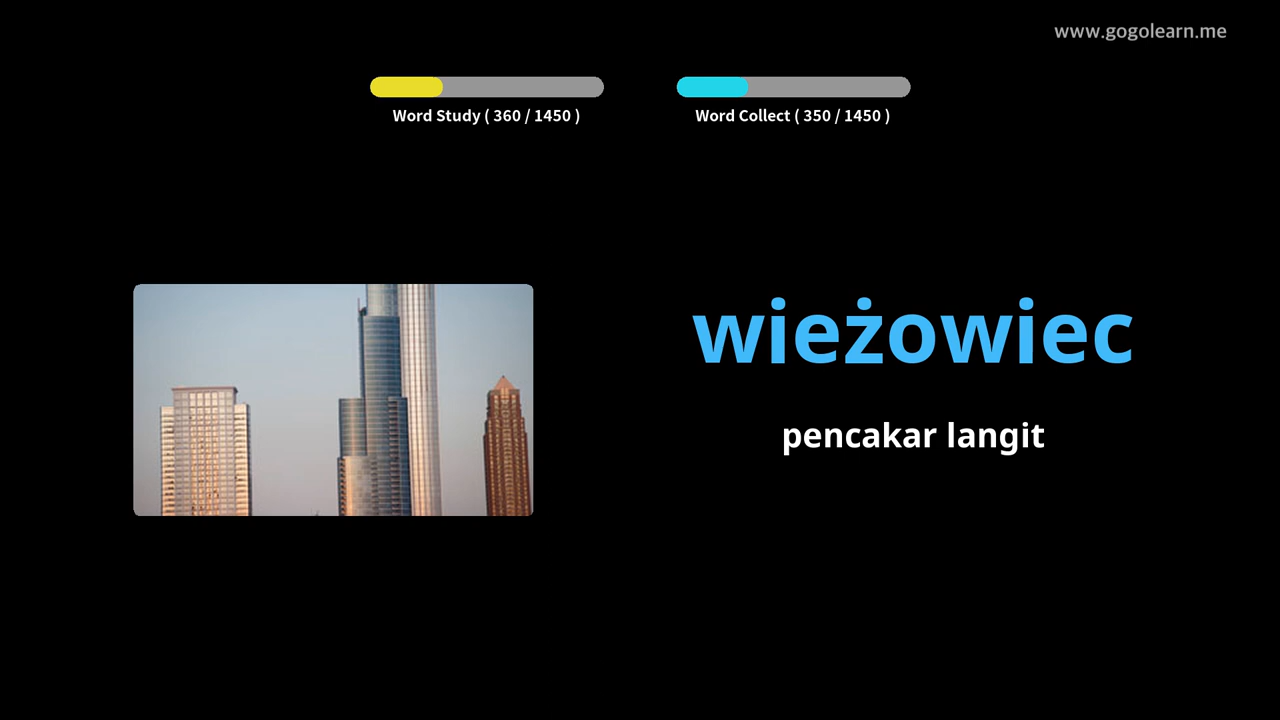 www.gogolearn.me
Word Study ( 360 / 1450 )
Word Collect ( 350 / 1450 )
wieżowiec
pencakar langit